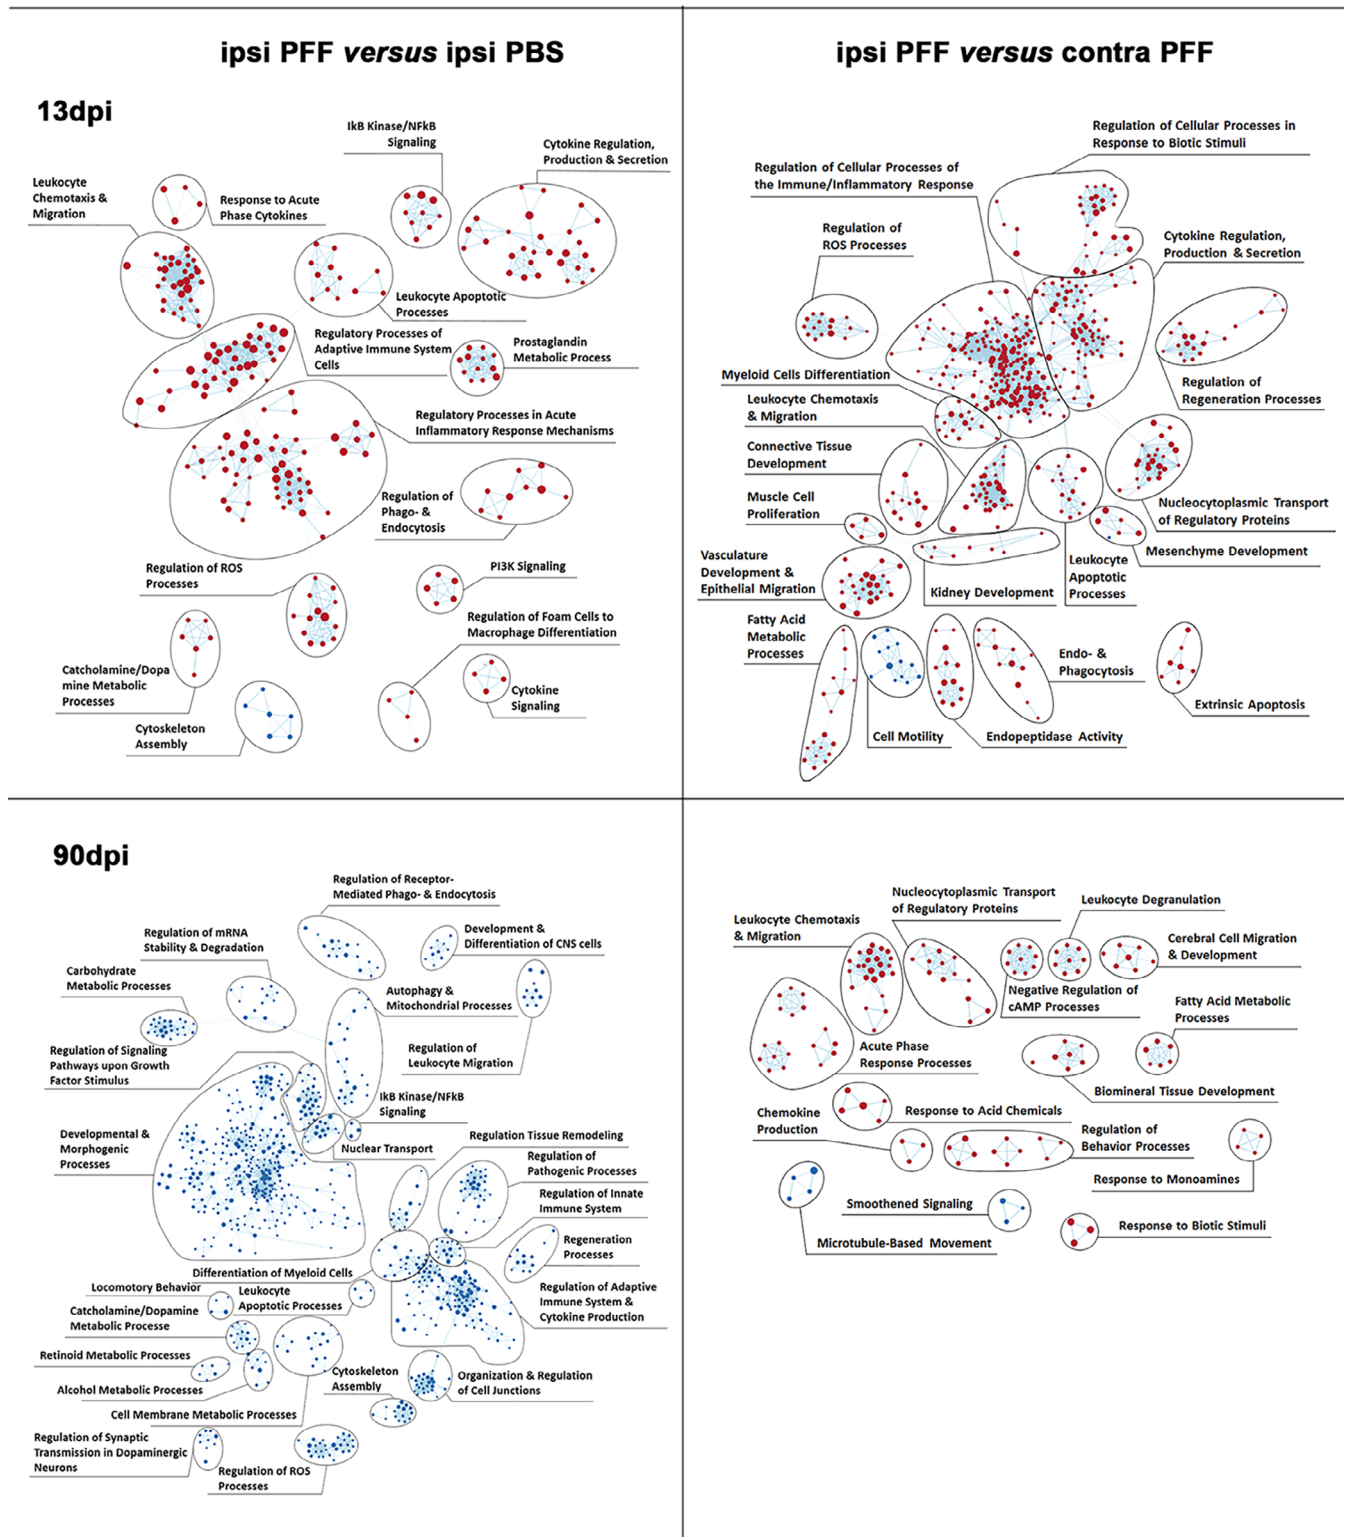 ipsi PFF versus ipsi PBS
13dpi
IkB Kinase/NFkB
Signaling
Cytokine Regulation,
Production & Secretion
Leukocyte
Chemotaxis &
Migration
Response to Acute
Phase Cytokines
Leukocyte Apoptotic
Processes
Regulatory Processes of
Adaptive Immune System
Cells
Prostaglandin
Metabolic Process
Regulatory Processes in Acute
Inflammatory Response Mechanisms
Regulation of
Phago- &
Endocytosis
Regulation of ROS
Processes
PI3K Signaling
Regulation of Foam Cells to
Macrophage Differentiation
Catcholamine/Dopa
mine Metabolic
Processes
Cytokine
Signaling
Cytoskeleton
Assembly
ipsi PFF versus contra PFF
Regulation of Cellular Processes in
Response to Biotic Stimuli
Regulation of Cellular Processes of
the Immune/Inflammatory Response
Regulation of
ROS Processes
Cytokine Regulation,
Production & Secretion
Myeloid Cells Differentiation
Regulation of
Regeneration Processes
Leukocyte Chemotaxis
& Migration
Connective Tissue
Development
Muscle Cell
Proliferation
Nucleocytoplasmic Transport
of Regulatory Proteins
Mesenchyme Development
Vasculature
Development &
Epithelial Migration
Leukocyte
Apoptotic
Processes
Kidney Development
Fatty Acid
Metabolic
Processes
Endo- &
Phagocytosis
Extrinsic Apoptosis
Cell Motility
Endopeptidase Activity
90dpi
Regulation of Receptor-
Mediated Phago- & Endocytosis
Regulation of mRNA
Stability & Degradation
Development &
Differentiation of CNS cells
Carbohydrate
Metabolic Processes
Autophagy &
Mitochondrial Processes
Regulation of Signaling
Pathways upon Growth
Factor Stimulus
Regulation of
Leukocyte Migration
IkB Kinase/NFkB
Signaling
Developmental &
Morphogenic
Processes
Nuclear Transport
Regulation Tissue Remodeling
Regulation of
Pathogenic Processes
Regulation of Innate
Immune System
Regeneration
Processes
Differentiation of Myeloid Cells
Locomotory Behavior
Leukocyte
Apoptotic Processes
Regulation of Adaptive
Immune System &
Cytokine Production
Catcholamine/Dopamine
Metabolic Processe
Retinoid Metabolic Processes
Alcohol Metabolic Processes
Cytoskeleton
Assembly
Organization & Regulation
of Cell Junctions
Cell Membrane Metabolic Processes
Regulation of Synaptic
Transmission in Dopaminergic
Neurons
Regulation of ROS
Processes
Nucleocytoplasmic Transport
of Regulatory Proteins
Leukocyte Degranulation
Leukocyte Chemotaxis
& Migration
Cerebral Cell Migration
& Development
Negative Regulation of
cAMP Processes
Fatty Acid Metabolic
Processes
Acute Phase
Response Processes
Biomineral Tissue Development
Chemokine
Production
Response to Acid Chemicals
Regulation of
Behavior Processes
Response to Monoamines
Smoothened Signaling
Response to Biotic Stimuli
Microtubule-Based Movement